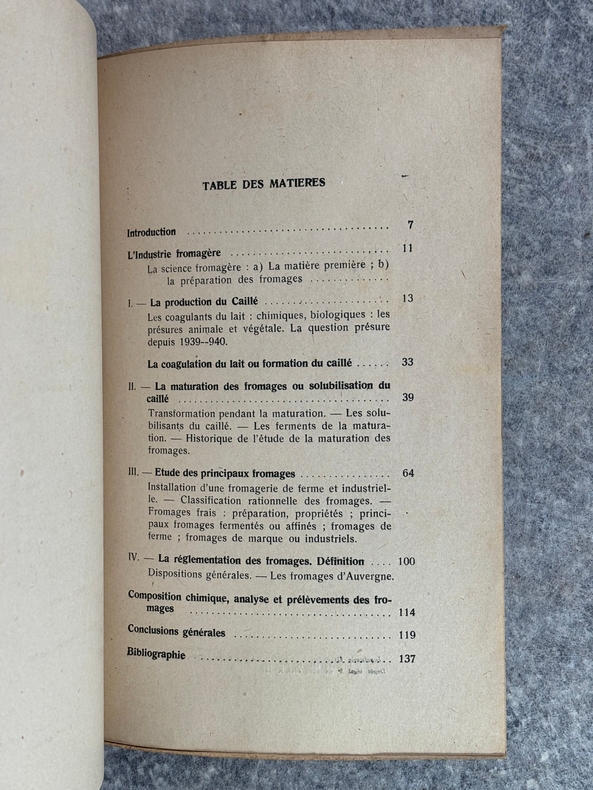 TABLE DES MATIERES
Introduction ................................. 7
L'Industrie fromagère ......................... 11
La science fromagère : a) La matière première ; b)
la préparation des fromages .............
I. — La production du Caillé .................... 13
Les coagulants du lait : chimiques, biologiques : les
présures animale et végétale. La question présure
depuis 1939--940.
La coagulation du lait ou formation du caillé ...... 33
II. — La maturation des fromages ou solubilisation du
caillé ................................. 39
Transformation pendant la maturation. — Les solu-
bilisants du caillé. — Les ferments de la matura-
tion. — Historique de l'étude de la maturation des
fromages.
III. — Etude des principaux fromages ............... 64
Installation d'une fromagerie de ferme et industriel-
le. — Classification rationnelle des fromages. —
Fromages frais : préparation, propriétés ; princi-
paux fromages fermentés ou affinés ; fromages de
ferme ; fromages de marque ou industriels.
IV. — La réglementation des fromages. Définition .... 100
Dispositions générales. — Les fromages d'Auvergne.
Composition chimique, analyse et prélèvements des fro-
mages ................................. 114
Conclusions générales ......................... 119
Bibliographie ............................... 137